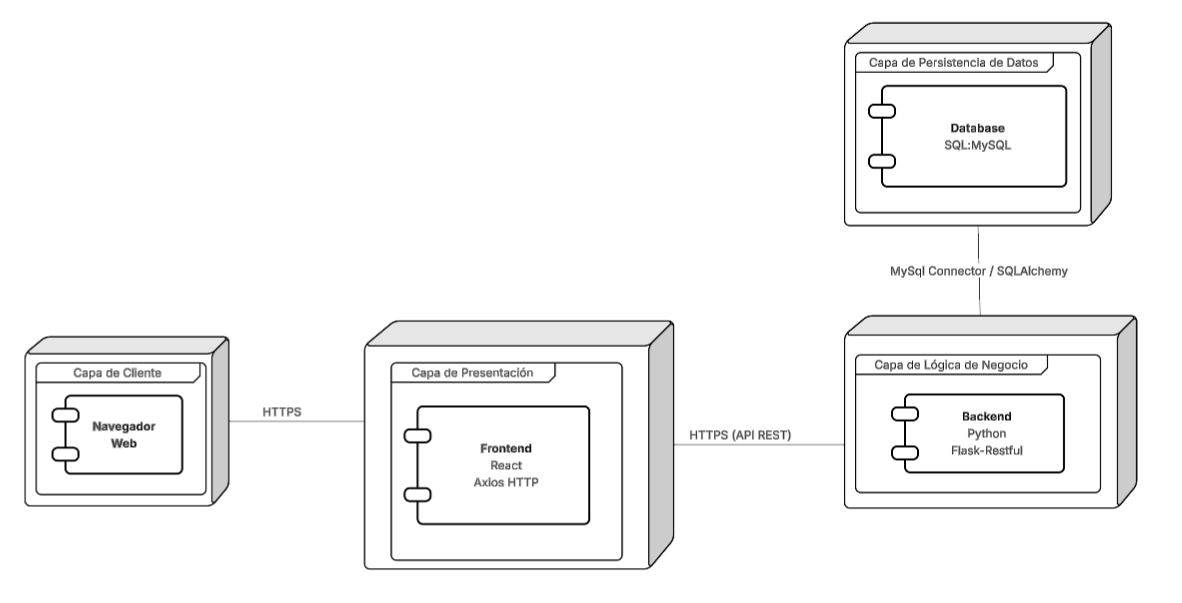 Capa de Persistencia de Datos
Database
SQL:MySQL
MySql Connector / SQLAlchemy
Capa de Cliente
Navegador
Web
HTTPS
Capa de Presentación
Frontend
React
Axios HTTP
HTTPS (API REST)
Capa de Lógica de Negocio
Backend
Python
Flask-Restful